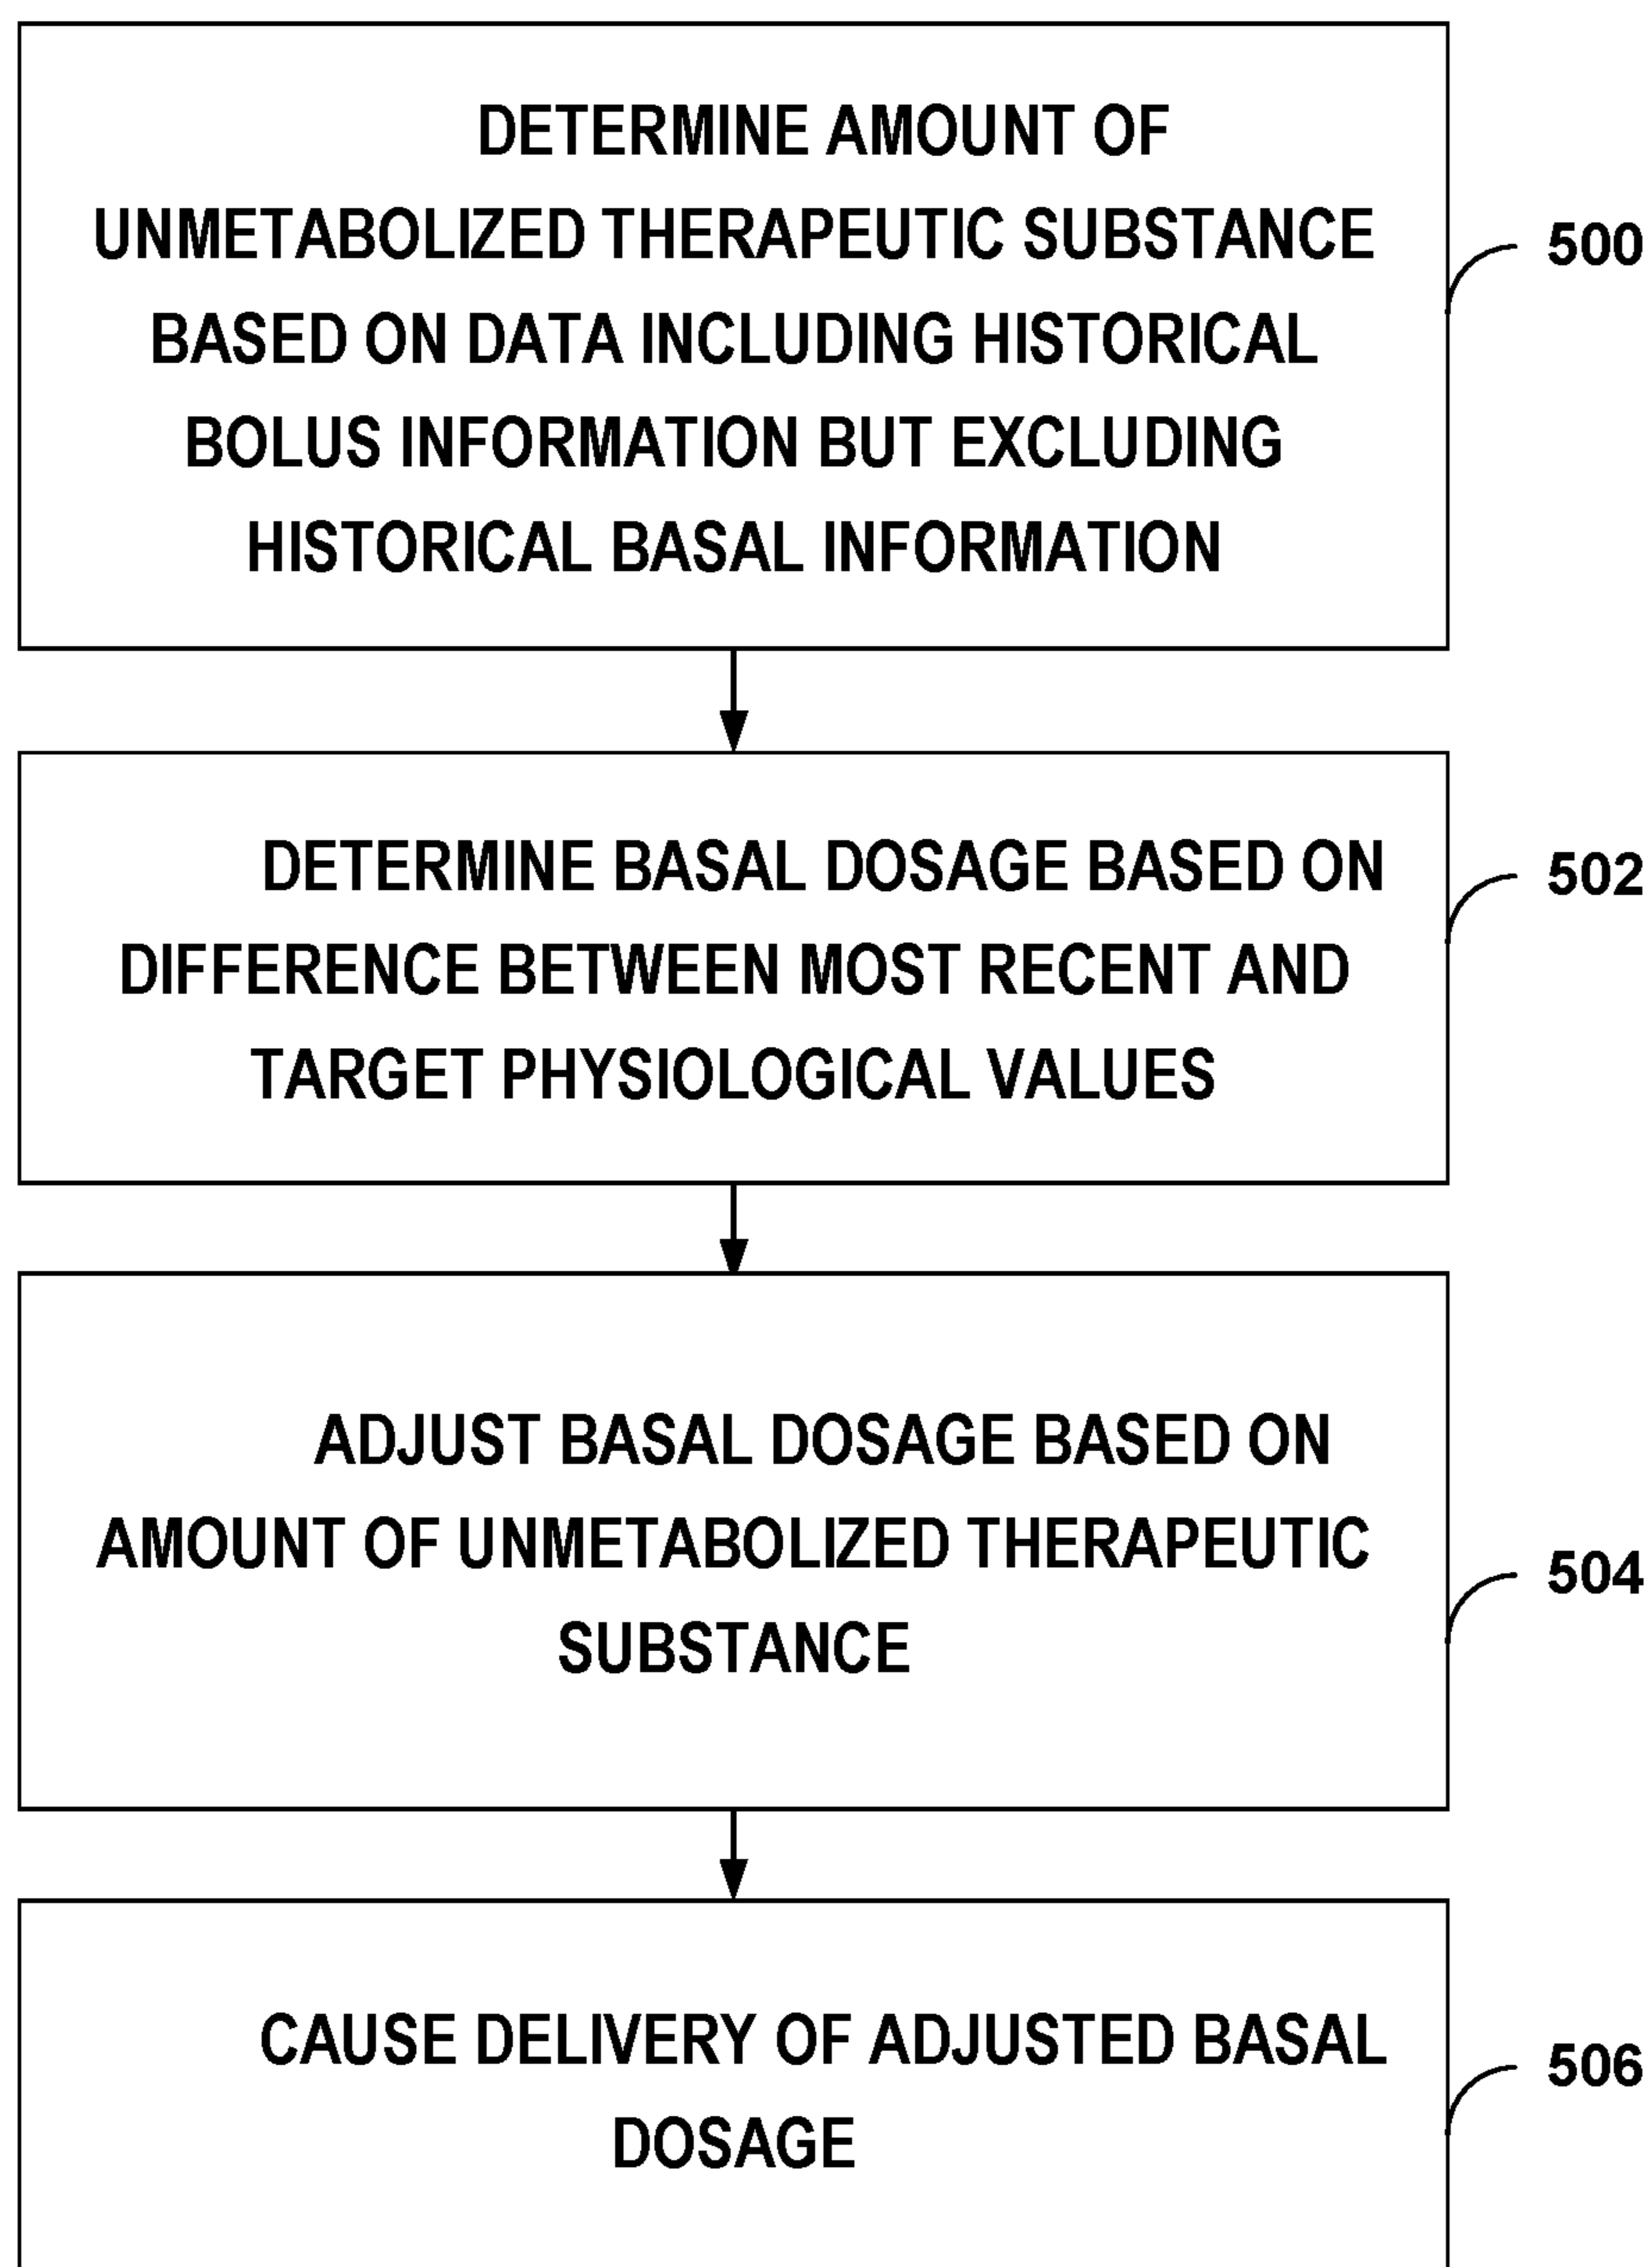 DETERMINE AMOUNT OF
UNMETABOLIZED THERAPEUTIC SUBSTANCE
BASED ON DATA INCLUDING HISTORICAL
BOLUS INFORMATION BUT EXCLUDING
HISTORICAL BASAL INFORMATION
500
DETERMINE BASAL DOSAGE BASED ON
DIFFERENCE BETWEEN MOST RECENT AND
TARGET PHYSIOLOGICAL VALUES
502
ADJUST BASAL DOSAGE BASED ON
AMOUNT OF UNMETABOLIZED THERAPEUTIC
SUBSTANCE
504
CAUSE DELIVERY OF ADJUSTED BASAL
DOSAGE
506